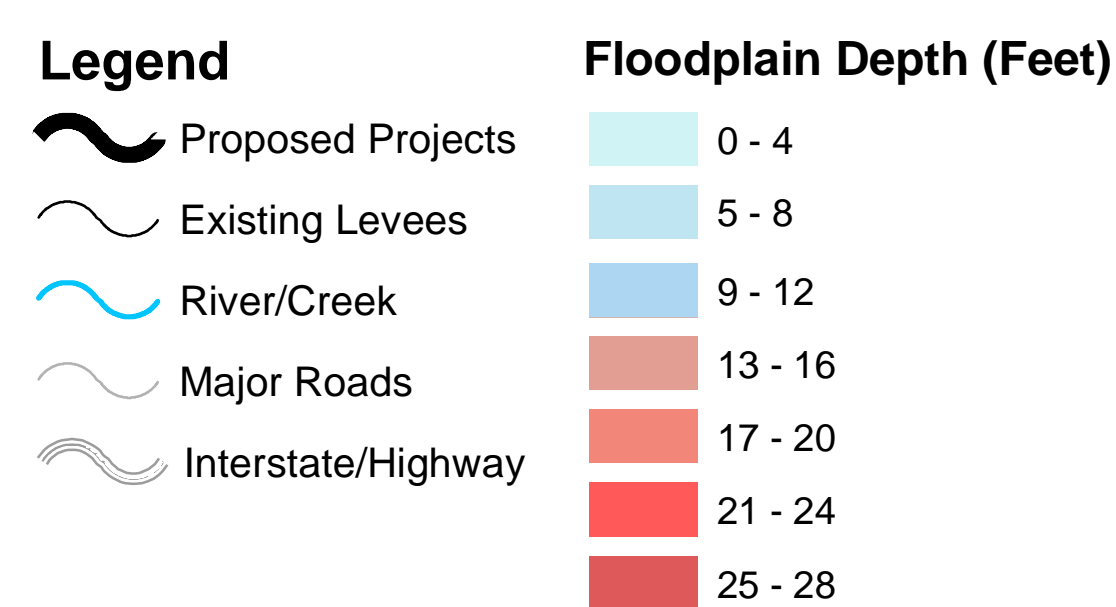 Legend
Proposed Projects
Existing Levees
River/Creek
Major Roads
Interstate/Highway
Floodplain Depth (Feet)
0 - 4
5 - 8
9 - 12
13 - 16
17 - 20
21 - 24
25 - 28